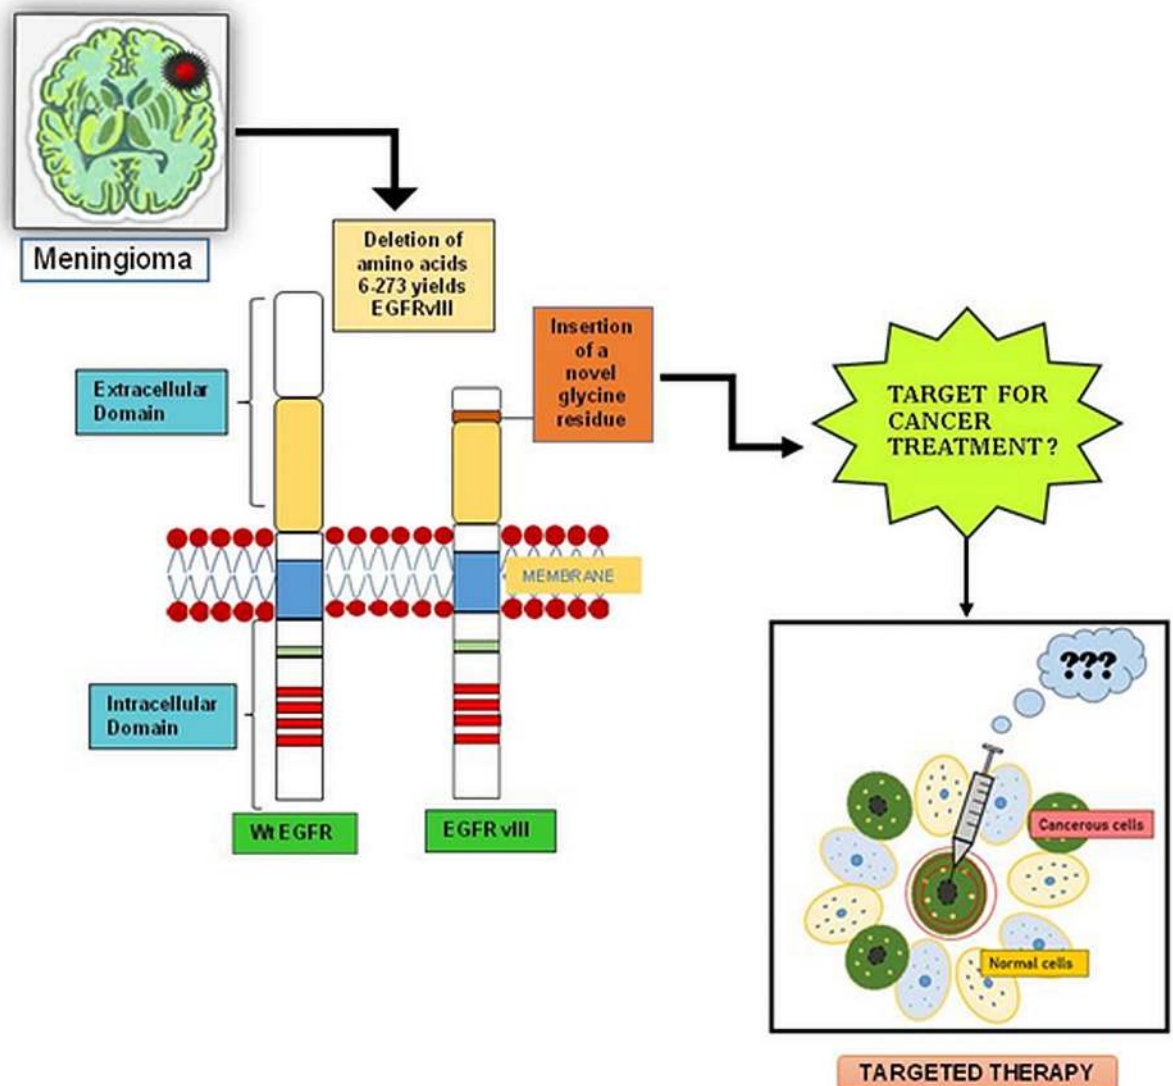 Meningioma
Deletion of
amino acids
6-273 yields
EGFRvIII
Insertion
of a
novel
glycine
residue
Extracellular
Domain
TARGET FOR
CANCER
TREATMENT?
MEMBRANE
Intracellular
Domain
Wt EGFR
EGFR vIII
???
Cancerous cells
Normal cells
TARGETED THERAPY